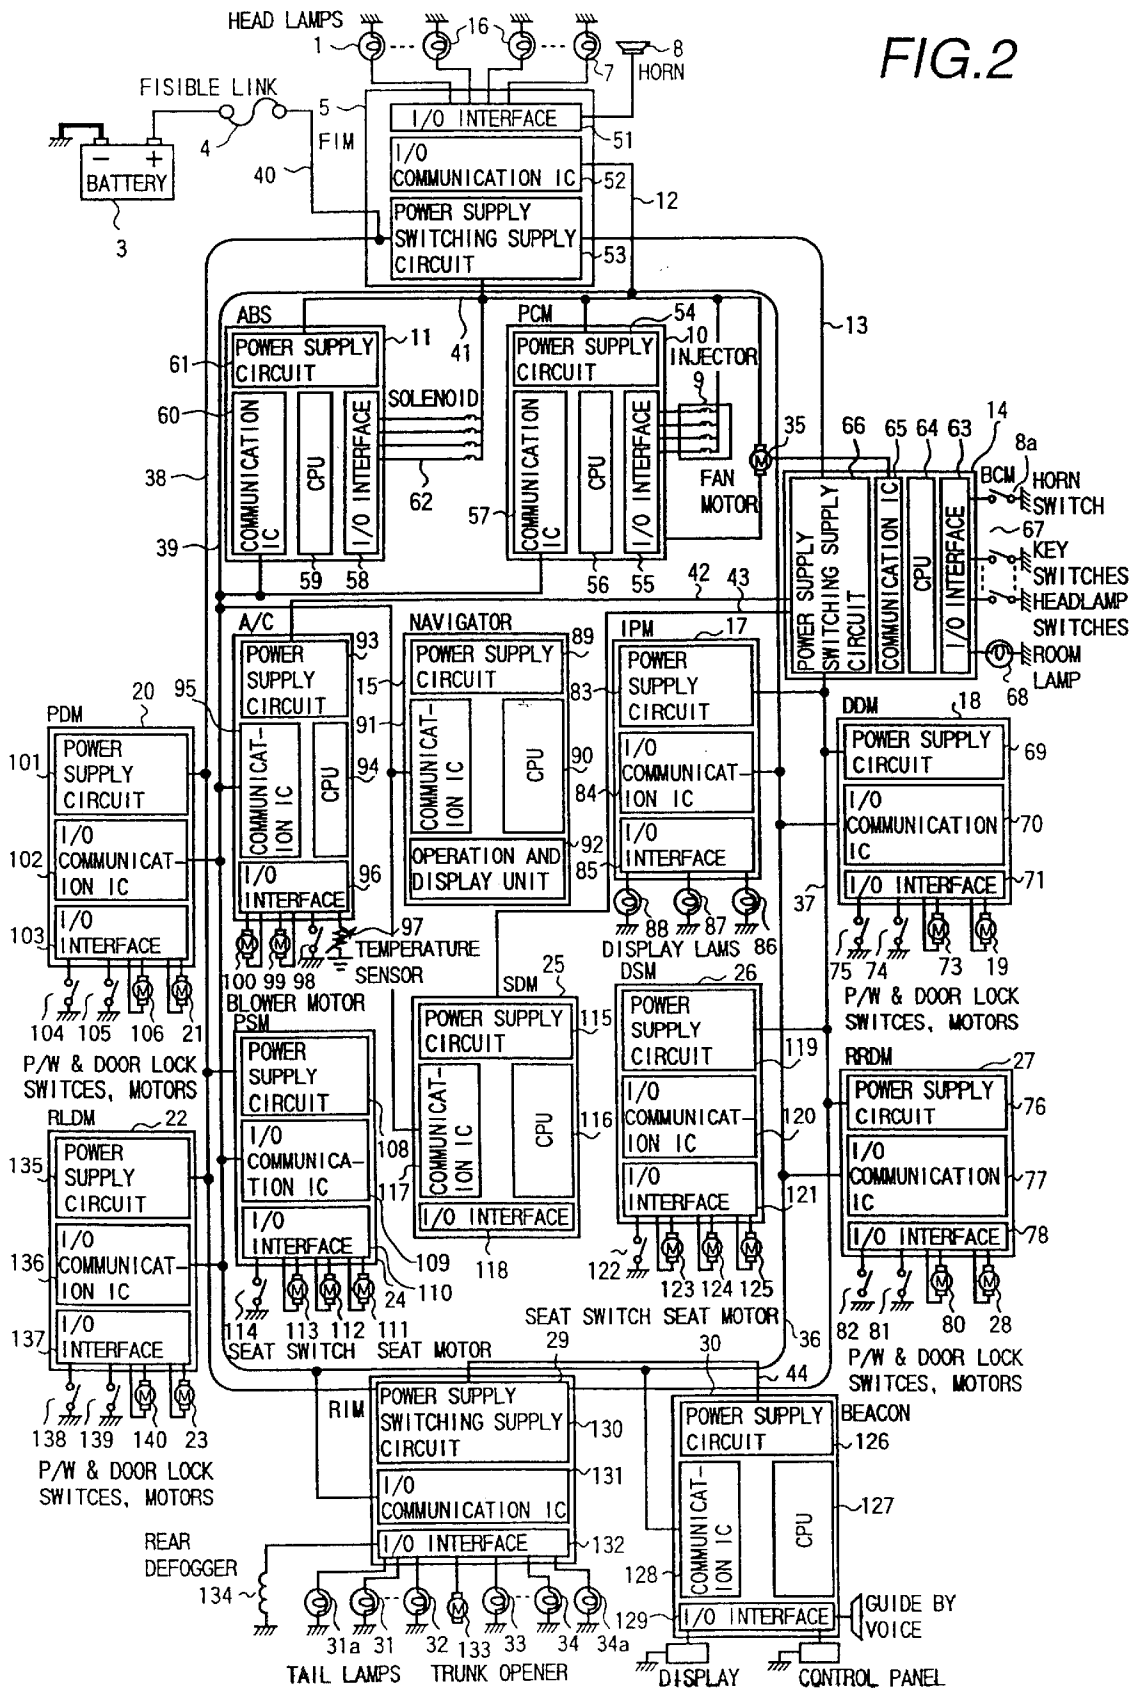 FIG.2
HEAD LAMPS
1
16
7
8
HORN
FISIBLE LINK
4
40
BATTERY
3
5
FIM
I/O INTERFACE
51
I/O
COMMUNICATION IC
52
12
POWER SUPPLY
SWITCHING SUPPLY
CIRCUIT
53
13
38
39
41
ABS
11
POWER SUPPLY
CIRCUIT
61
60
COMMUNICATION
IC
CPU
I/O INTERFACE
59
58
SOLENOID
62
PCM
54
10
POWER SUPPLY
CIRCUIT
INJECTOR
9
COMMUNICATION
IC
CPU
I/O INTERFACE
57
56
55
FAN
MOTOR
M
35
66
65
64
63
14
8a
POWER SUPPLY
SWITCHING SUPPLY
CIRCUIT
COMMUNICATION IC
CPU
I/O INTERFACE
BCM
HORN
SWITCH
67
KEY
SWITCHES
HEADLAMP
SWITCHES
ROOM
LAMP
68
42
43
A/C
93
POWER
SUPPLY
CIRCUIT
95
COMMUNICAT-
ION IC
CPU
94
I/O
INTERFACE
96
M
M
100
99
98
97
TEMPERATURE
SENSOR
BLOWER MOTOR
NAVIGATOR
89
15
POWER SUPPLY
CIRCUIT
91
COMMUNICAT-
ION IC
CPU
90
OPERATION AND
DISPLAY UNIT
92
IPM
17
83
POWER
SUPPLY
CIRCUIT
84
I/O
COMMUNICAT-
ION IC
85
I/O
INTERFACE
88
87
86
DISPLAY LAMS
DDM
18
POWER SUPPLY
CIRCUIT
69
I/O
COMMUNICATION
IC
70
I/O
INTERFACE
71
37
M
M
75
74
73
19
P/W & DOOR LOCK
SWITCES, MOTORS
PDM
20
101
POWER
SUPPLY
CIRCUIT
102
I/O
COMMUNICAT-
ION IC
103
I/O
INTERFACE
M
M
104
105
106
21
P/W & DOOR LOCK
SWITCES, MOTORS
PSM
POWER
SUPPLY
CIRCUIT
108
I/O
COMMUNICA-
TION IC
109
I/O
INTERFACE
110
24
M
M
M
114
113
112
111
SEAT SWITCH
SEAT MOTOR
SDM
25
POWER SUPPLY
CIRCUIT
115
COMMUNICAT-
ION IC
CPU
116
117
I/O INTERFACE
118
DSM
26
POWER
SUPPLY
CIRCUIT
119
I/O
COMMUNICAT-
ION IC
120
I/O
INTERFACE
121
M
M
M
122
123
124
125
SEAT SWITCH SEAT MOTOR
36
RRDM
27
POWER SUPPLY
CIRCUIT
76
I/O
COMMUNICATION
IC
77
I/O
INTERFACE
78
M
M
82
81
80
28
P/W & DOOR LOCK
SWITCES, MOTORS
RLDM
22
135
POWER
SUPPLY
CIRCUIT
136
I/O
COMMUNICAT-
ION IC
137
I/O
INTERFACE
M
M
138
139
140
23
P/W & DOOR LOCK
SWITCES, MOTORS
29
RIM
POWER SUPPLY
SWITCHING SUPPLY
CIRCUIT
130
I/O
COMMUNICATION IC
131
I/O INTERFACE
132
REAR
DEFOGGER
134
M
31a
31
32
133
33
34
34a
TAIL LAMPS
TRUNK OPENER
30
44
BEACON
POWER SUPPLY
CIRCUIT
126
COMMUNICAT-
ION IC
CPU
127
128
129
I/O INTERFACE
GUIDE BY
VOICE
DISPLAY
CONTROL PANEL